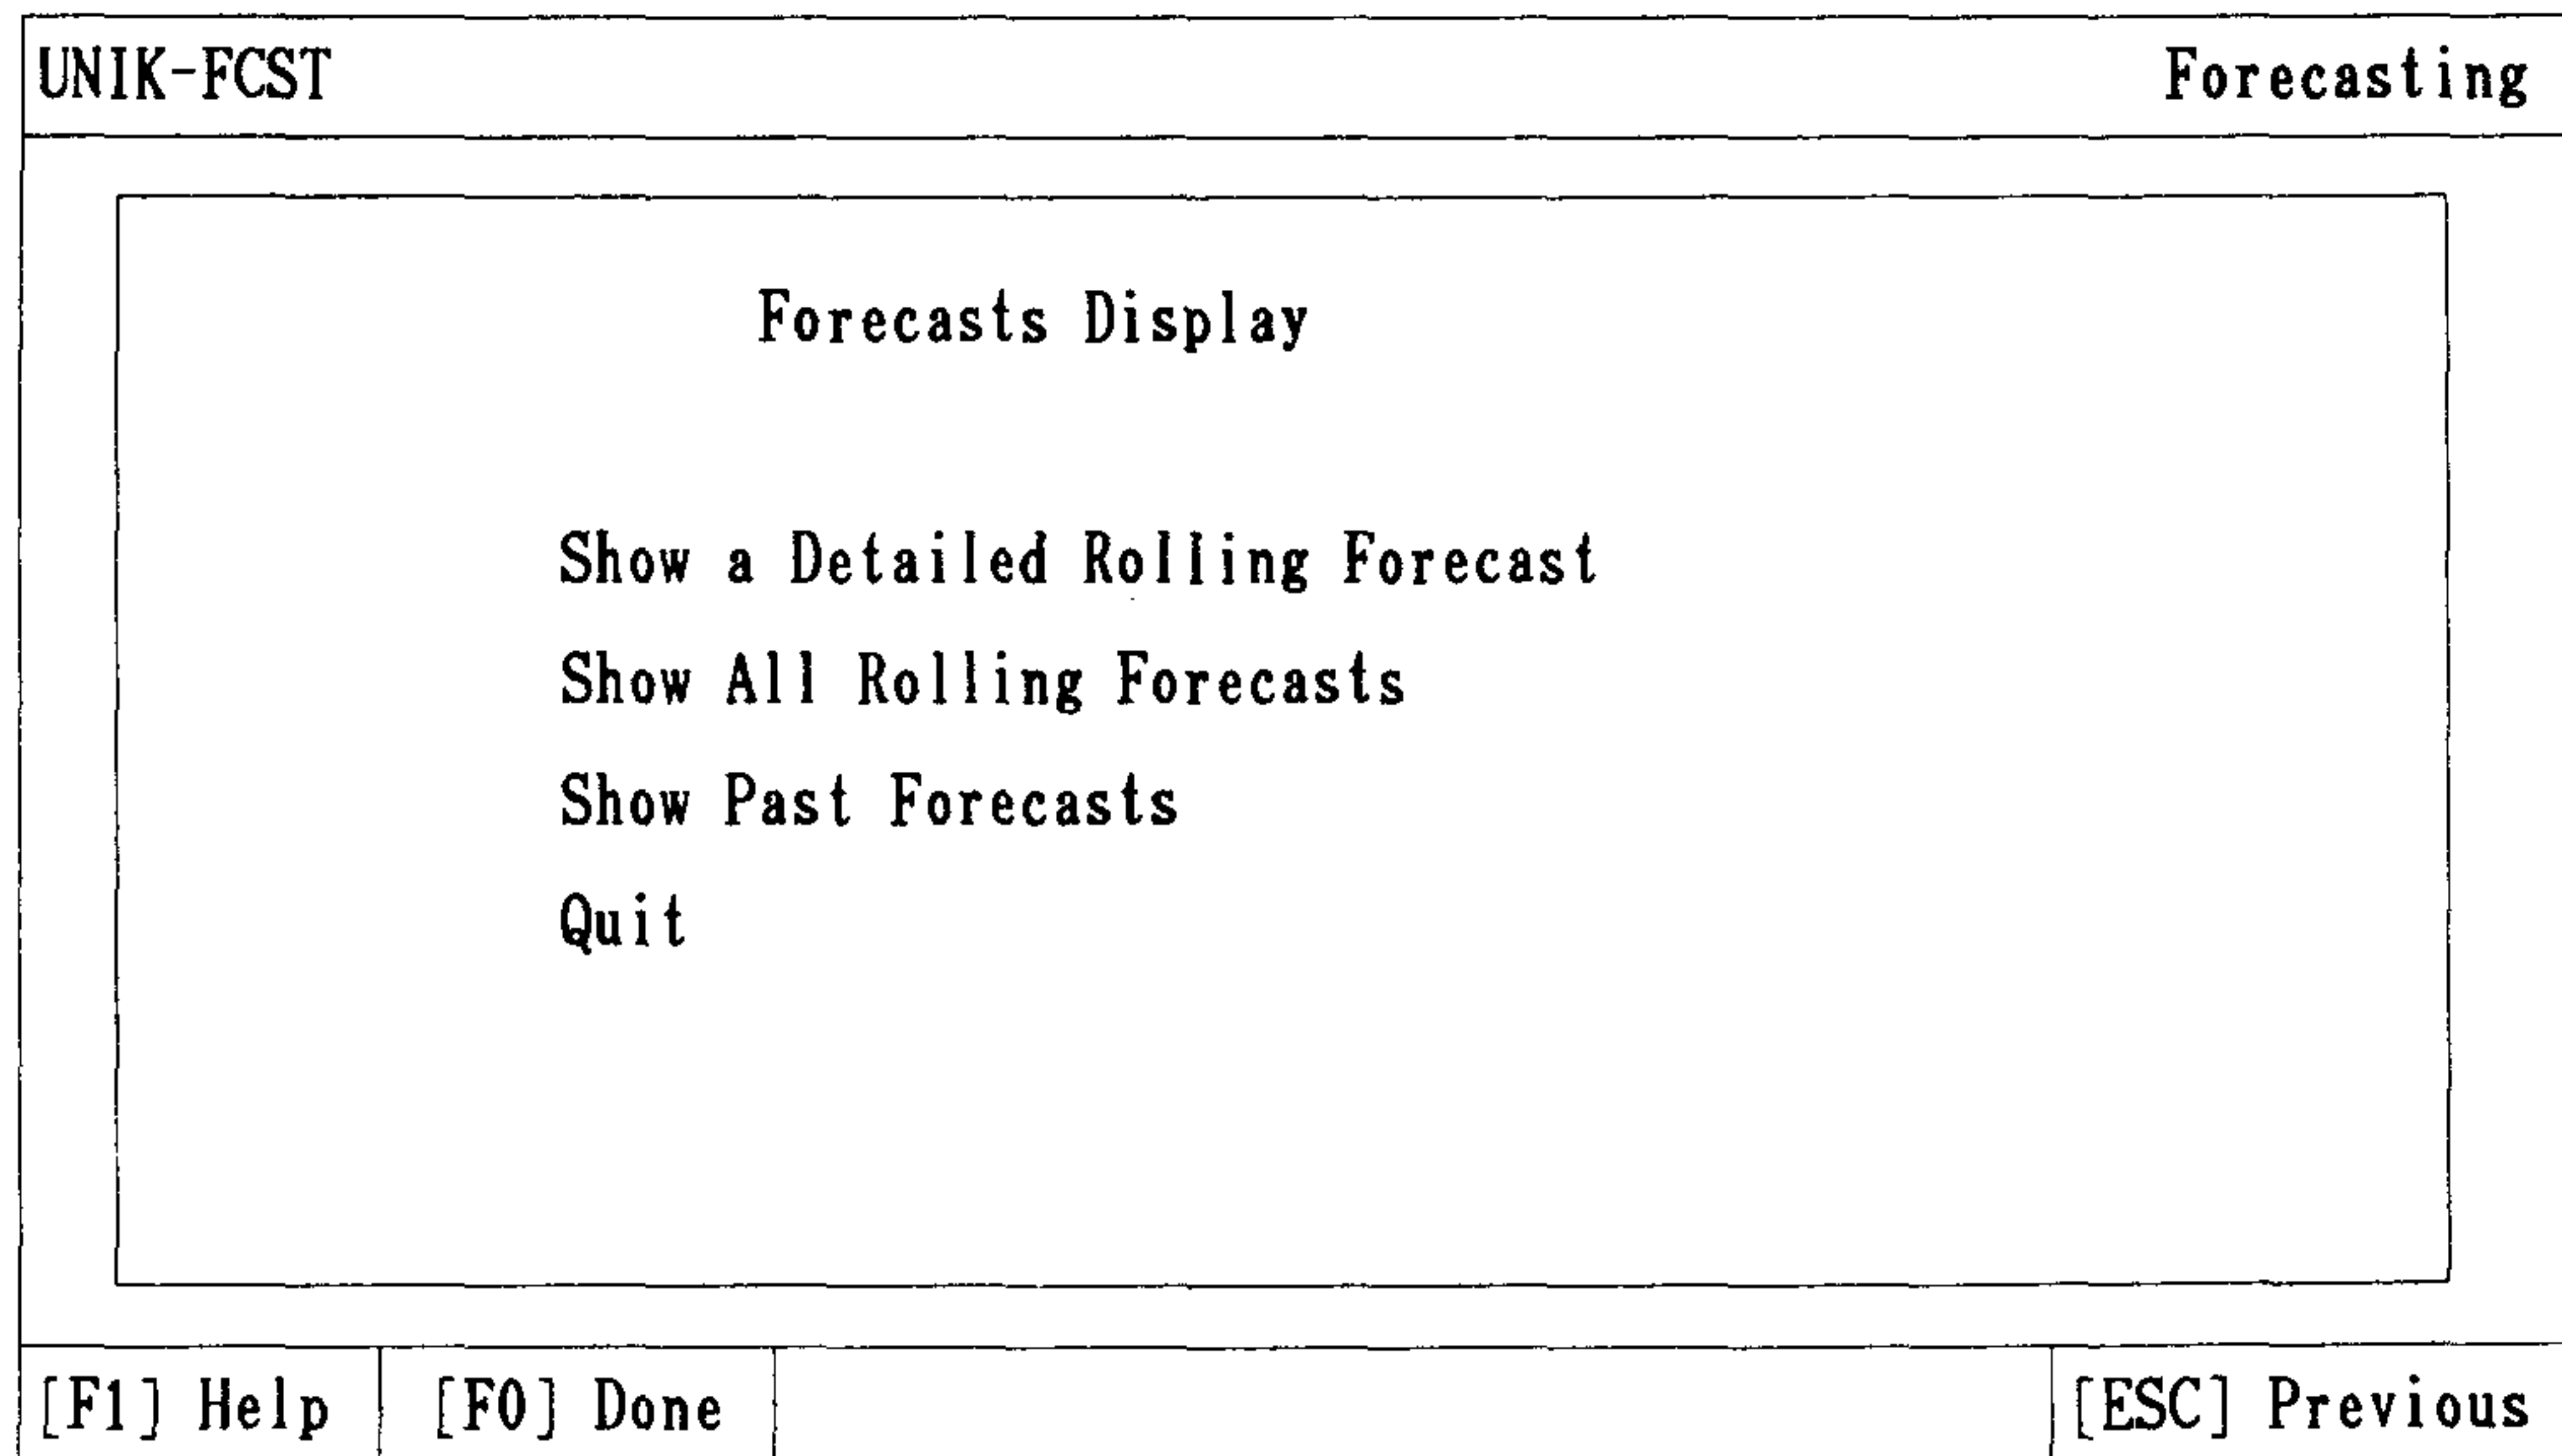 UNIK-FCST Forecasting
Forecasts Display
Show a Detailed Rolling Forecast
Show All Rolling Forecasts
Show Past Forecasts
Quit
[F1] Help [F0] Done [ESC] Previous